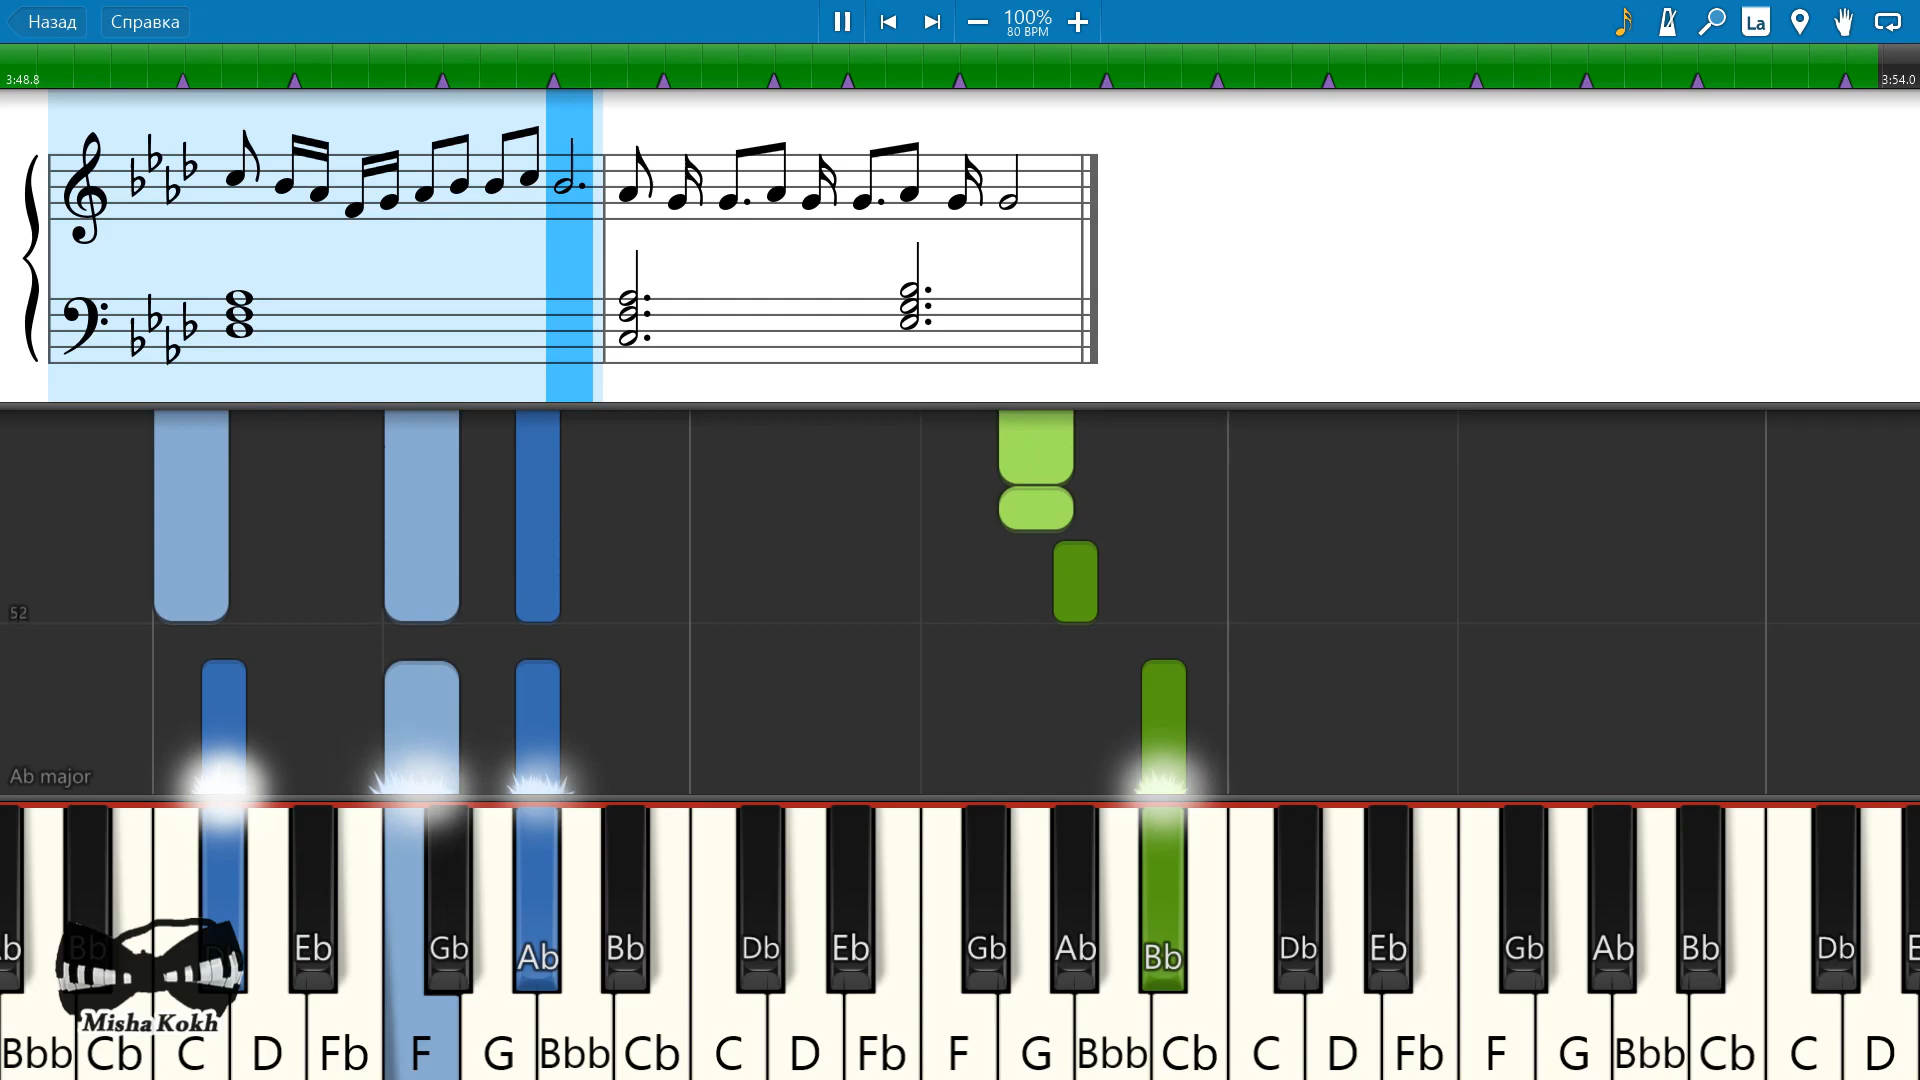 Назад Справка 100% La
80 BPM
3:48.8 3:54.0
52
Ab major
Bb Eb Gb Ab Bb Db Eb Gb Ab Bb Db Eb Gb Ab Bb Db
Misha Kokh
Bbb Cb C D Fb F G Bbb Cb C D Fb F G Bbb Cb C D Fb F G Bbb Cb C D